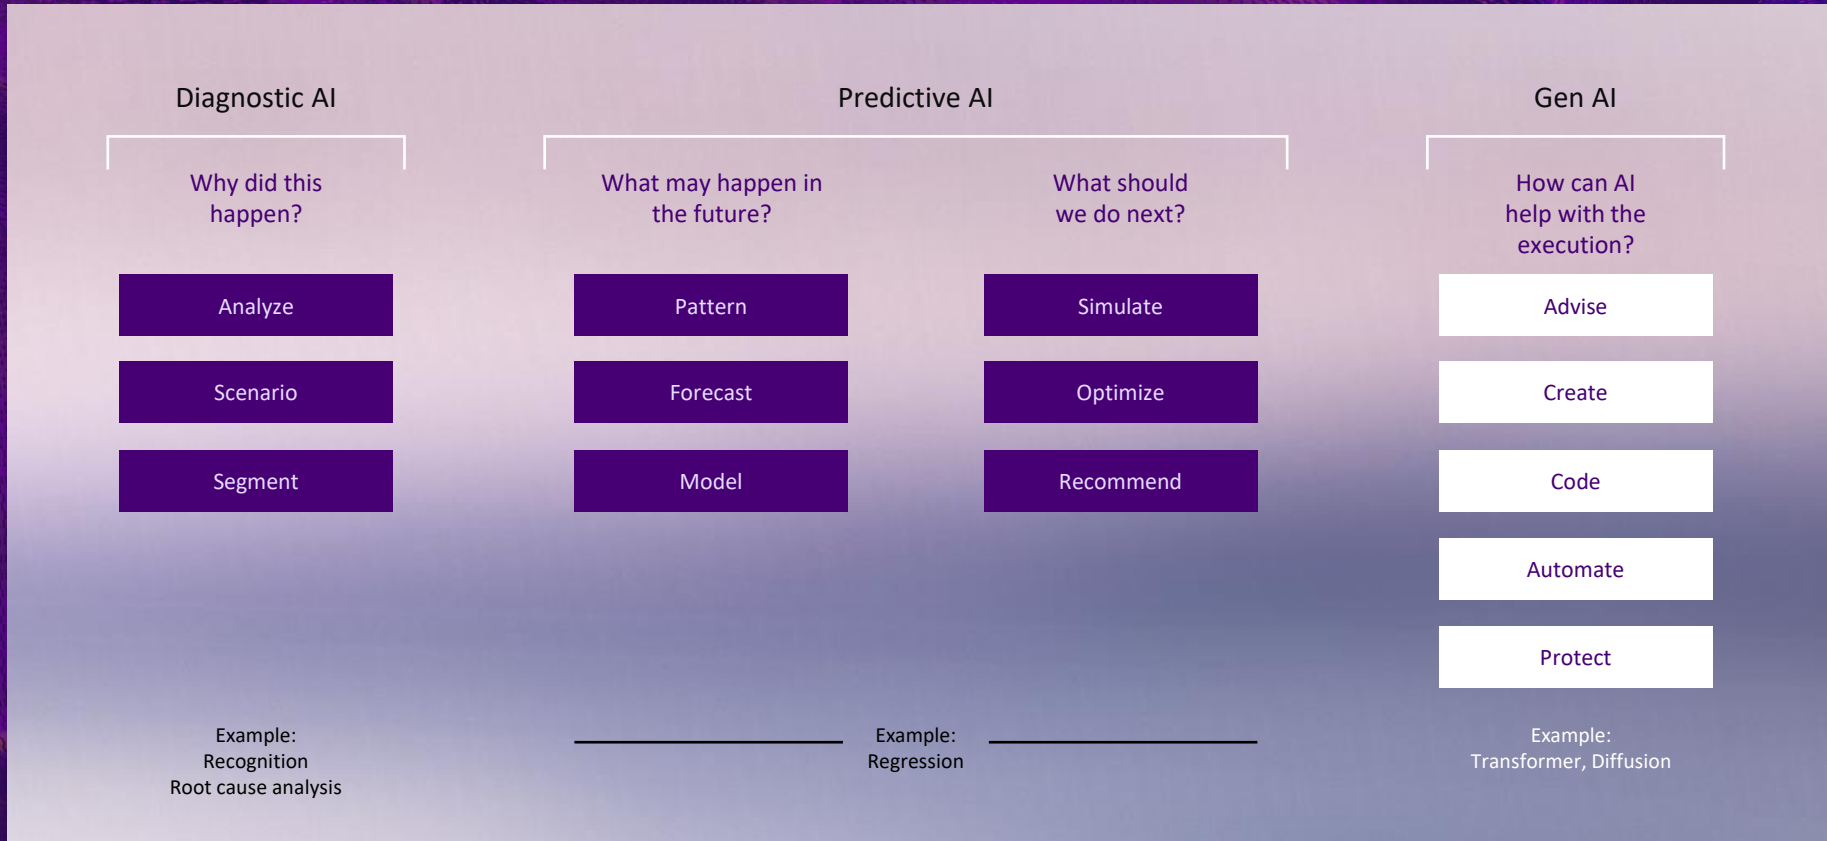 Diagnostic AI
Why did this
happen?
Analyze
Scenario
Segment
Example:
Recognition
Root cause analysis
Predictive AI
What may happen in
the future?
Pattern
Forecast
Model
What should
we do next?
Simulate
Optimize
Recommend
Example:
Regression
Gen AI
How can AI
help with the
execution?
Advise
Create
Code
Automate
Protect
Example:
Transformer, Diffusion